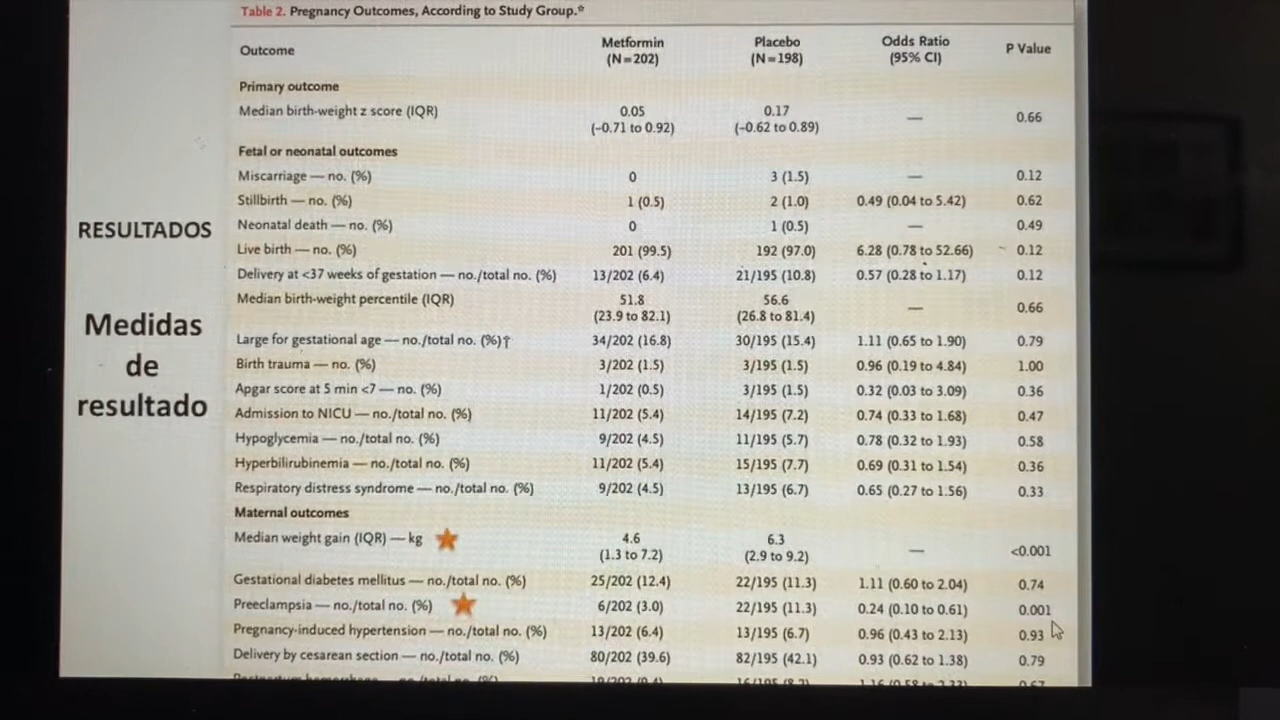 Table 2. Pregnancy Outcomes, According to Study Group.*
Outcome
Metformin
(N=202)
Placebo
(N=198)
Odds Ratio
(95% CI)
P Value
Primary outcome
Median birth-weight z score (IQR) 0.05 0.17 — 0.66
(−0.71 to 0.92) (−0.62 to 0.89)
Fetal or neonatal outcomes
Miscarriage — no. (%) 0 3 (1.5) — 0.12
Stillbirth — no. (%) 1 (0.5) 2 (1.0) 0.49 (0.04 to 5.42) 0.62
Neonatal death — no. (%) 0 1 (0.5) — 0.49
Live birth — no. (%) 201 (99.5) 192 (97.0) 6.28 (0.78 to 52.66) 0.12
Delivery at <37 weeks of gestation — no./total no. (%) 13/202 (6.4) 21/195 (10.8) 0.57 (0.28 to 1.17) 0.12
Median birth-weight percentile (IQR) 51.8 56.6 — 0.66
(23.9 to 82.1) (26.8 to 81.4)
Large for gestational age — no./total no. (%)† 34/202 (16.8) 30/195 (15.4) 1.11 (0.65 to 1.90) 0.79
Birth trauma — no. (%) 3/202 (1.5) 3/195 (1.5) 0.96 (0.19 to 4.84) 1.00
Apgar score at 5 min <7 — no. (%) 1/202 (0.5) 3/195 (1.5) 0.32 (0.03 to 3.09) 0.36
Admission to NICU — no./total no. (%) 11/202 (5.4) 14/195 (7.2) 0.74 (0.33 to 1.68) 0.47
Hypoglycemia — no./total no. (%) 9/202 (4.5) 11/195 (5.7) 0.78 (0.32 to 1.93) 0.58
Hyperbilirubinemia — no./total no. (%) 11/202 (5.4) 15/195 (7.7) 0.69 (0.31 to 1.54) 0.36
Respiratory distress syndrome — no./total no. (%) 9/202 (4.5) 13/195 (6.7) 0.65 (0.27 to 1.56) 0.33
Maternal outcomes
Median weight gain (IQR) — kg 4.6 6.3 — <0.001
(1.3 to 7.2) (2.9 to 9.2)
Gestational diabetes mellitus — no./total no. (%) 25/202 (12.4) 22/195 (11.3) 1.11 (0.60 to 2.04) 0.74
Preeclampsia — no./total no. (%) 6/202 (3.0) 22/195 (11.3) 0.24 (0.10 to 0.61) 0.001
Pregnancy-induced hypertension — no./total no. (%) 13/202 (6.4) 13/195 (6.7) 0.96 (0.43 to 2.13) 0.93
Delivery by cesarean section — no./total no. (%) 80/202 (39.6) 82/195 (42.1) 0.93 (0.62 to 1.38) 0.79
RESULTADOS
Medidas
de
resultado